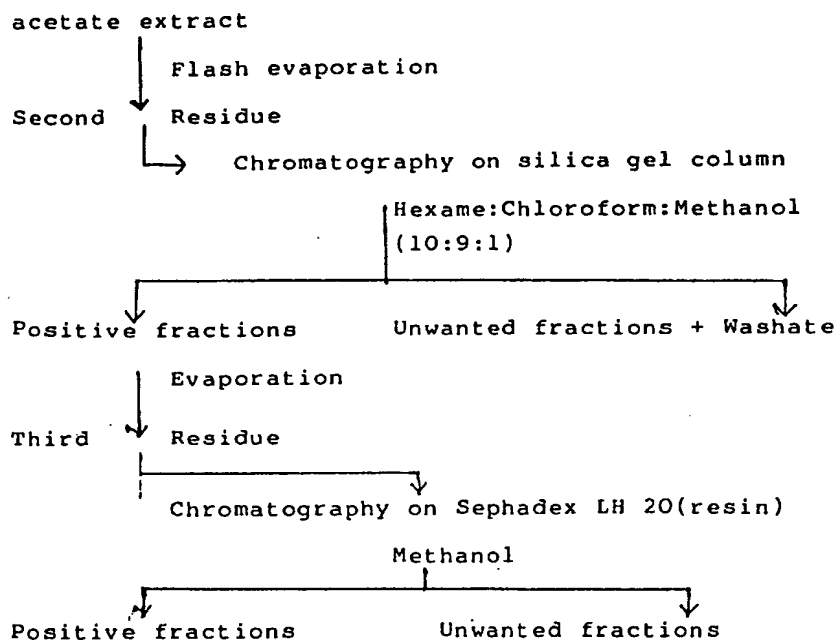 acetate extract
Flash evaporation
Second Residue
Chromatography on silica gel column
Hexame:Chloroform:Methanol
(10:9:1)
Positive fractions Unwanted fractions + Washate
Evaporation
Third Residue
Chromatography on Sephadex LH 20(resin)
Methanol
Positive fractions Unwanted fractions